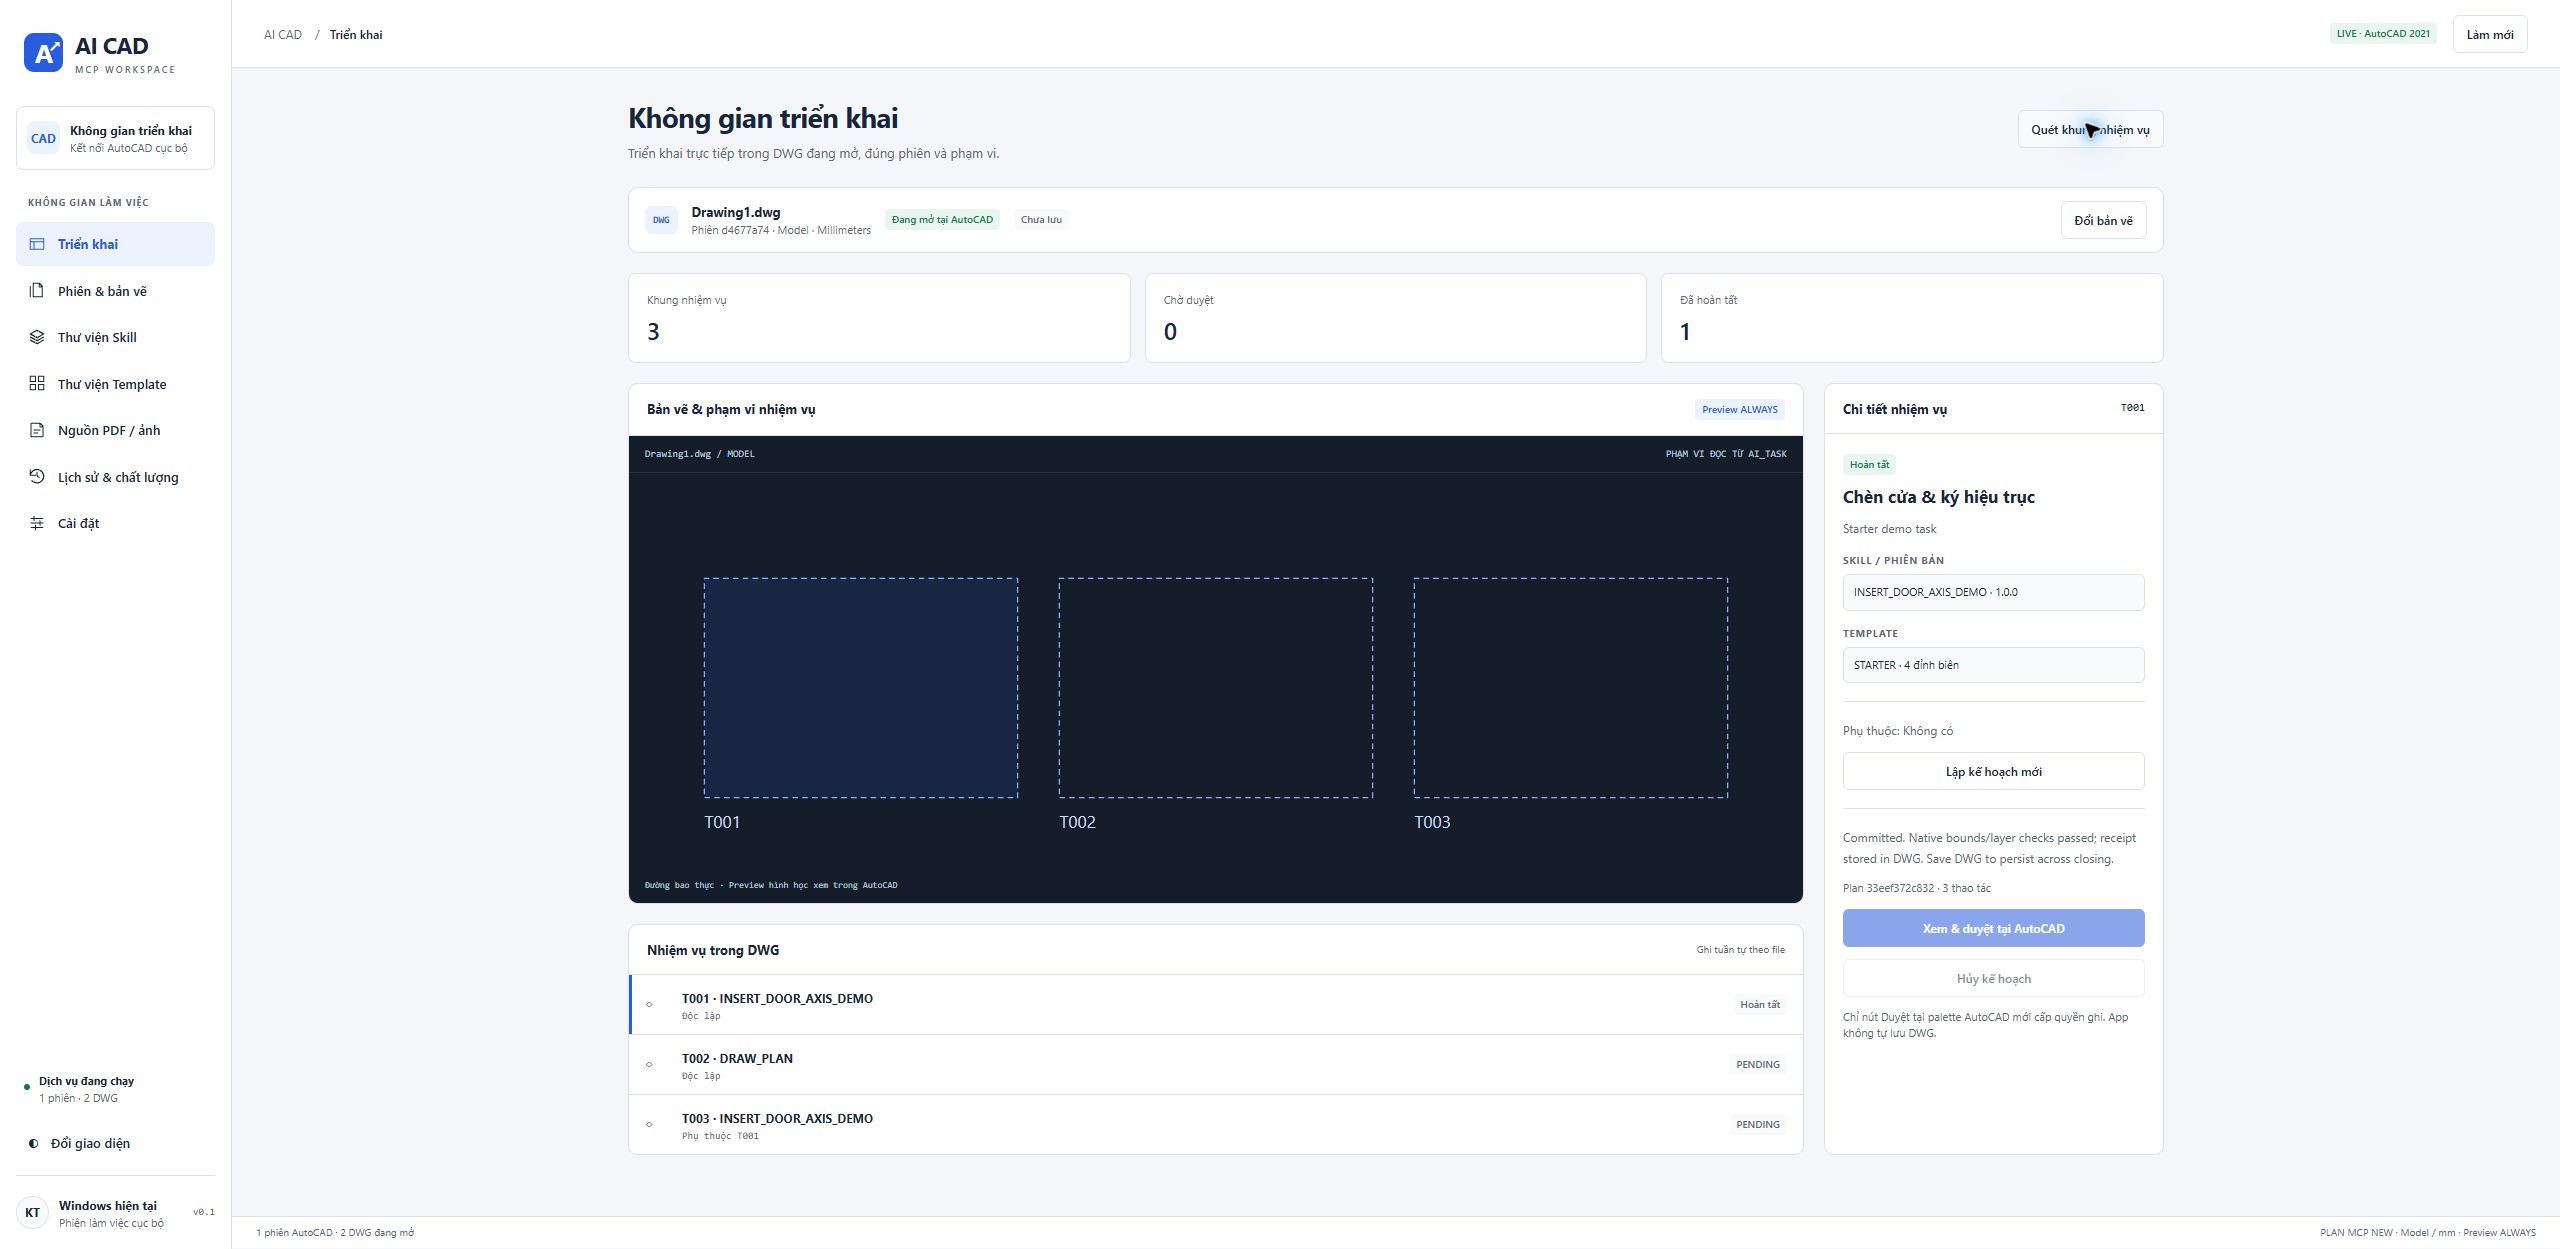 AI CAD
MCP WORKSPACE
CAD
Không gian triển khai
Kết nối AutoCAD cục bộ
KHÔNG GIAN LÀM VIỆC
Triển khai
Phiên & bản vẽ
Thư viện Skill
Thư viện Template
Nguồn PDF / ảnh
Lịch sử & chất lượng
Cài đặt
Dịch vụ đang chạy
1 phiên · 2 DWG
Đổi giao diện
KT
Windows hiện tại
Phiên làm việc cục bộ
v0.1
AI CAD / Triển khai
LIVE · AutoCAD 2021
Làm mới
Không gian triển khai
Triển khai trực tiếp trong DWG đang mở, đúng phiên và phạm vi.
Quét nhiệm vụ
DWG
Drawing1.dwg
Phiên d4677a74 · Model · Millimeters
Đang mở tại AutoCAD
Chưa lưu
Đổi bản vẽ
Khung nhiệm vụ
3
Chờ duyệt
0
Đã hoàn tất
1
Bản vẽ & phạm vi nhiệm vụ
Preview ALWAYS
Drawing1.dwg / MODEL
PHẠM VI ĐỌC TỪ AI_TASK
T001
T002
T003
Đường bao thực · Preview hình học xem trong AutoCAD
Nhiệm vụ trong DWG
Ghi tuần tự theo file
T001 · INSERT_DOOR_AXIS_DEMO
Độc lập
Hoàn tất
T002 · DRAW_PLAN
Độc lập
PENDING
T003 · INSERT_DOOR_AXIS_DEMO
Phụ thuộc T001
PENDING
Chi tiết nhiệm vụ
T001
Hoàn tất
Chèn cửa & ký hiệu trục
Starter demo task
SKILL / PHIÊN BẢN
INSERT_DOOR_AXIS_DEMO · 1.0.0
TEMPLATE
STARTER · 4 đỉnh biên
Phụ thuộc: Không có
Lập kế hoạch mới
Committed. Native bounds/layer checks passed; receipt
stored in DWG. Save DWG to persist across closing.
Plan 33eef372c832 · 3 thao tác
Xem & duyệt tại AutoCAD
Hủy kế hoạch
Chỉ nút Duyệt tại palette AutoCAD mới cấp quyền ghi. App
không tự lưu DWG.
1 phiên AutoCAD · 2 DWG đang mở
PLAN MCP NEW · Model / mm · Preview ALWAYS